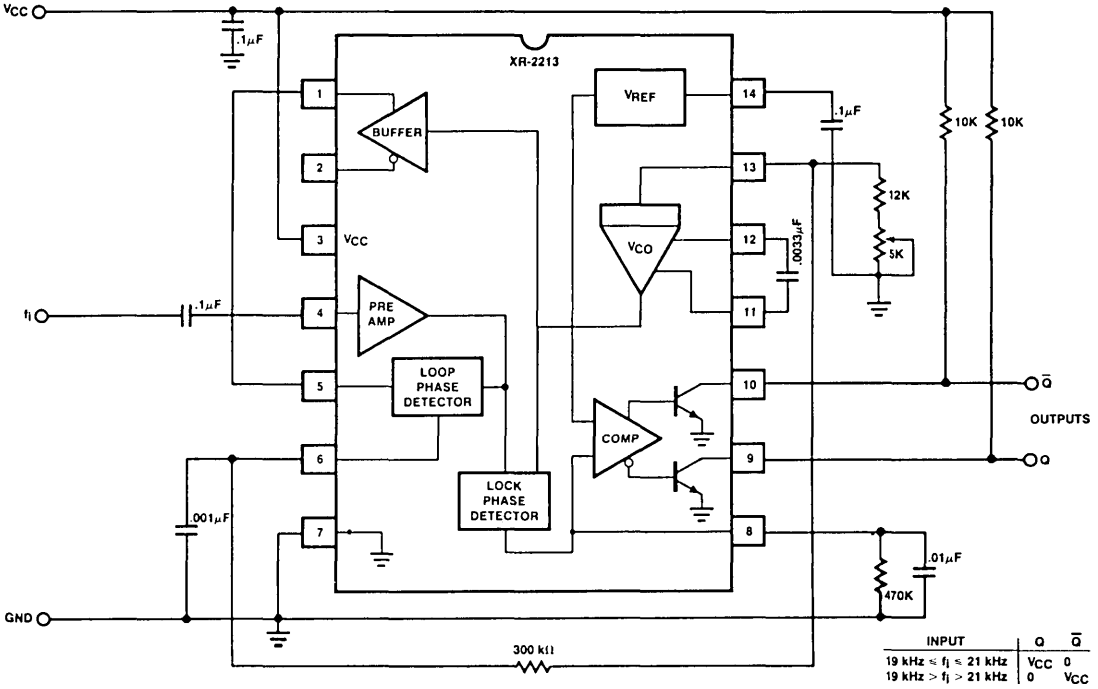 VCC
.1µF
XR-2213
1
BUFFER
2
3
VCC
4
PRE
AMP
5
LOOP
PHASE
DETECTOR
6
LOCK
PHASE
DETECTOR
7
VREF
14
13
VCO
12
11
10
COMP
9
8
.1µF
12K
5K
.0033µF
10K
10K
fi
.1µF
Q̅
OUTPUTS
Q
.001µF
.01µF
470K
GND
300 kΩ
INPUT Q Q̅
19 kHz ≤ fi ≤ 21 kHz VCC 0
19 kHz > fi > 21 kHz 0 VCC